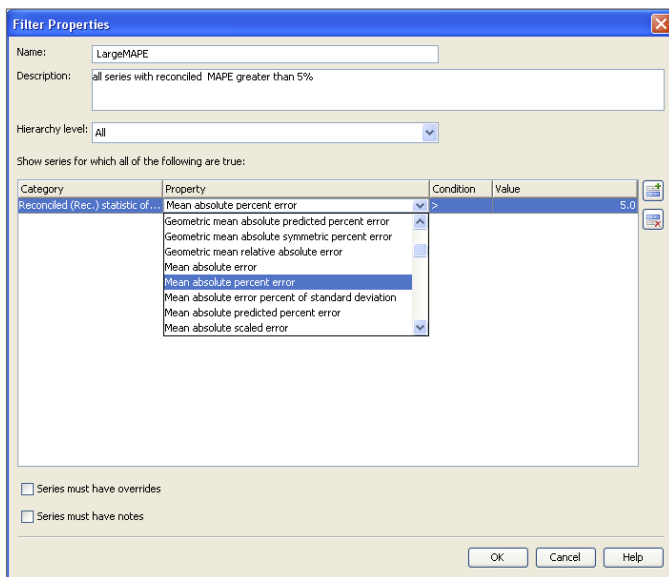 Filter Properties
Name: LargeMAPE
Description: all series with reconciled  MAPE greater than 5%
Hierarchy level: All
Show series for which all of the following are true:
Category Property Condition Value
Reconciled (Rec.) statistic of... Mean absolute percent error > 5.0
Geometric mean absolute predicted percent error
Geometric mean absolute symmetric percent error
Geometric mean relative absolute error
Mean absolute error
Mean absolute percent error
Mean absolute error percent of standard deviation
Mean absolute predicted percent error
Mean absolute scaled error
Series must have overrides
Series must have notes
OK Cancel Help